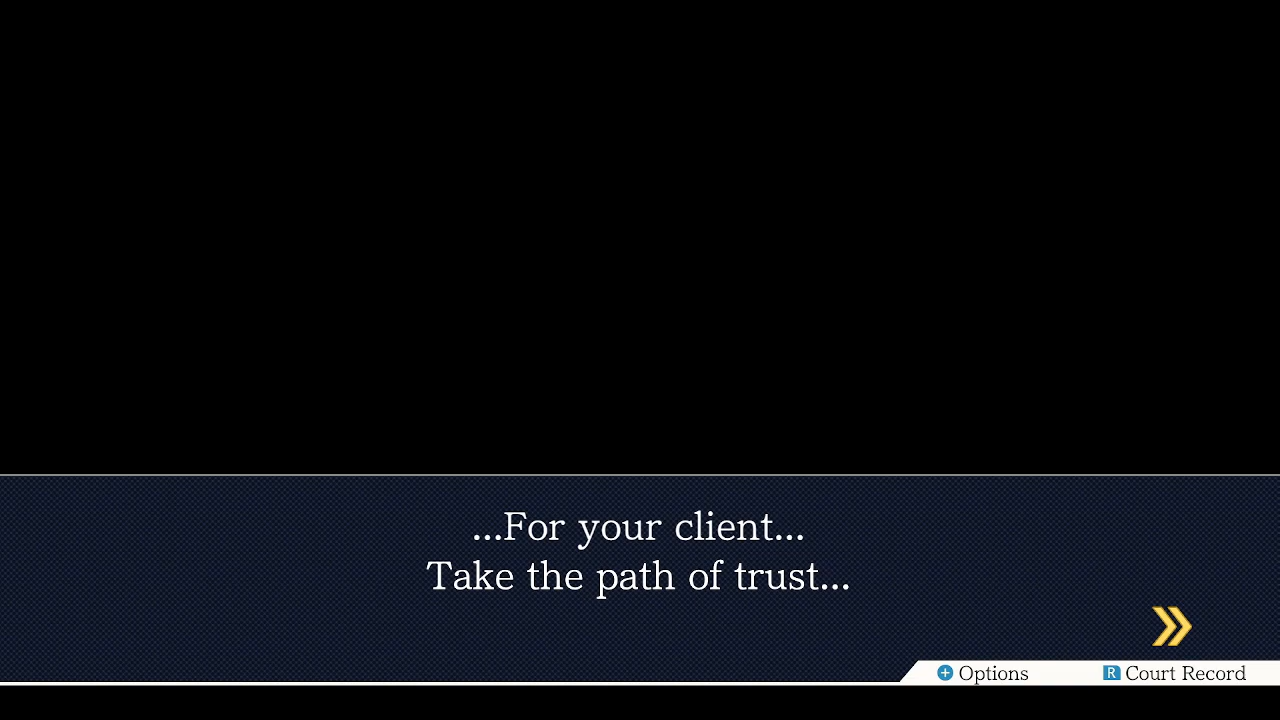 ...For your client...
Take the path of trust...
+ Options R Court Record